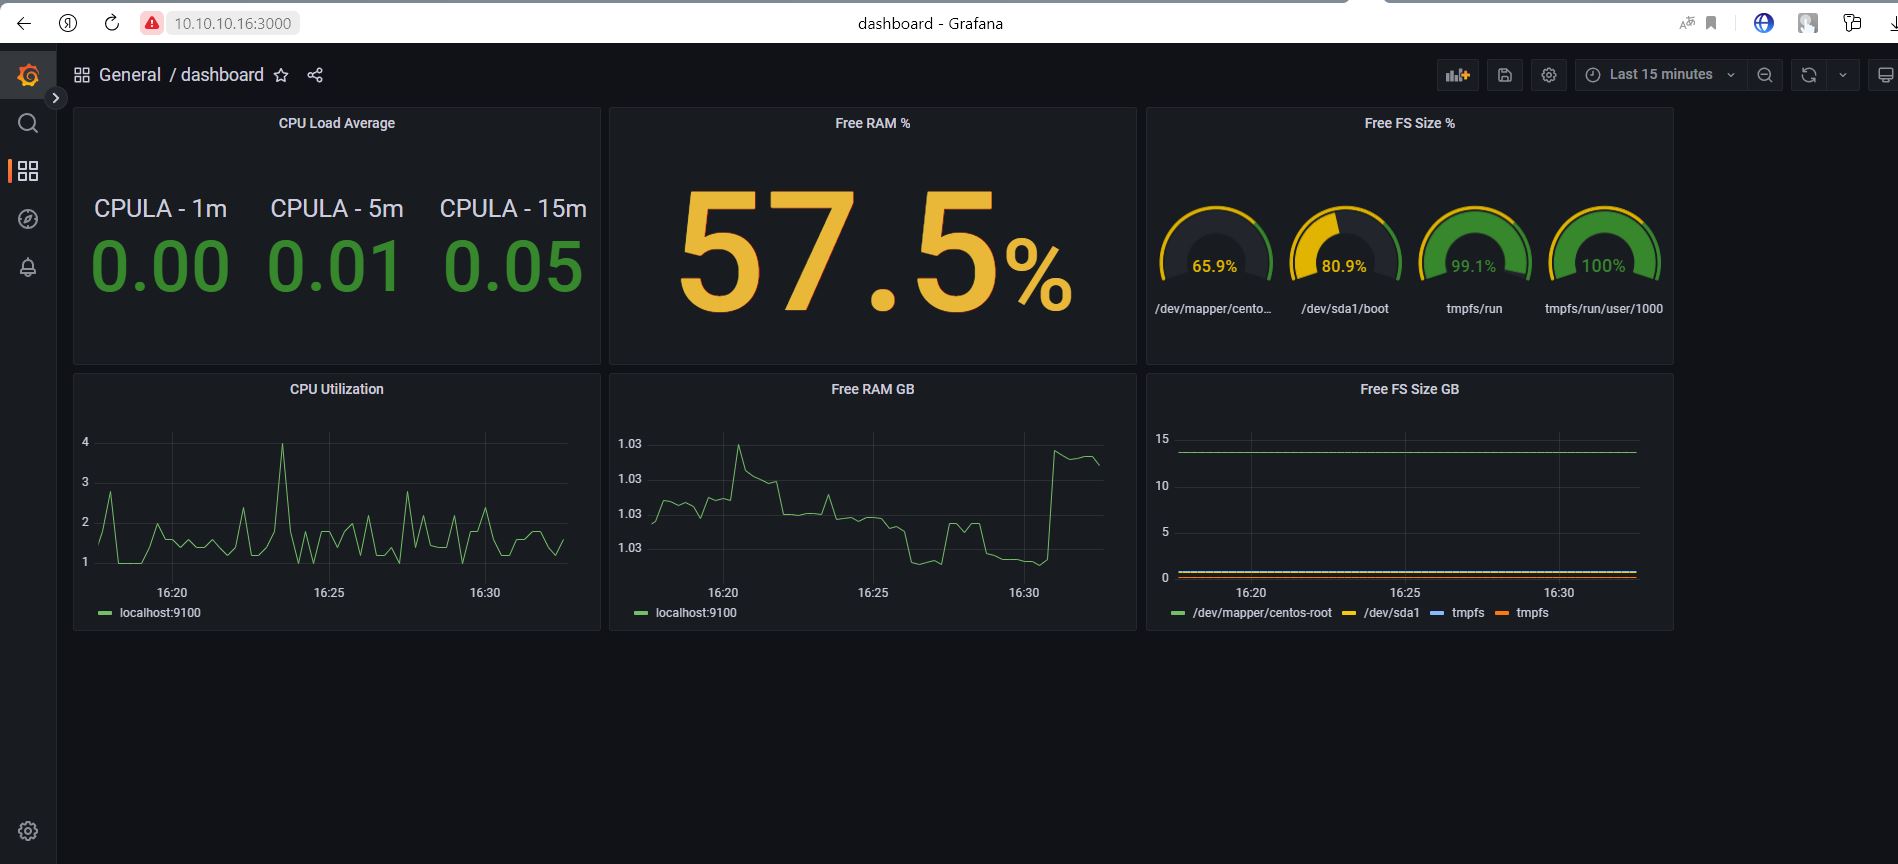 10.10.10.16:3000
dashboard - Grafana
General / dashboard
Last 15 minutes
CPU Load Average
CPULA - 1m
0.00
CPULA - 5m
0.01
CPULA - 15m
0.05
Free RAM %
57.5%
Free FS Size %
65.9%
/dev/mapper/cento...
80.9%
/dev/sda1/boot
99.1%
tmpfs/run
100%
tmpfs/run/user/1000
CPU Utilization
4
3
2
1
16:20 16:25 16:30
localhost:9100
Free RAM GB
1.03
1.03
1.03
1.03
16:20 16:25 16:30
localhost:9100
Free FS Size GB
15
10
5
0
16:20 16:25 16:30
/dev/mapper/centos-root /dev/sda1 tmpfs tmpfs